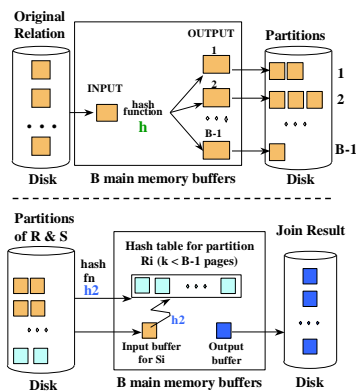 Original
Relation
OUTPUT
Partitions
1
INPUT
2
hash
function
h
B-1
1
2
B-1
Disk
B main memory buffers
Disk
Partitions
of R & S
Join Result
hash
fn
h2
Hash table for partition
Ri (k < B-1 pages)
h2
Input buffer
for Si
Output
buffer
Disk
B main memory buffers
Disk